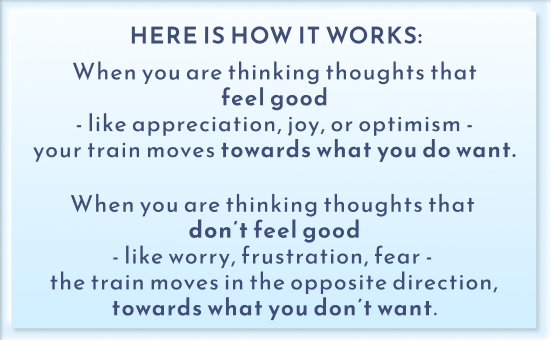 HERE IS HOW IT WORKS:
When you are thinking thoughts that
feel good
- like appreciation, joy, or optimism -
your train moves towards what you do want.
When you are thinking thoughts that
don't feel good
- like worry, frustration, fear -
the train moves in the opposite direction,
towards what you don't want.